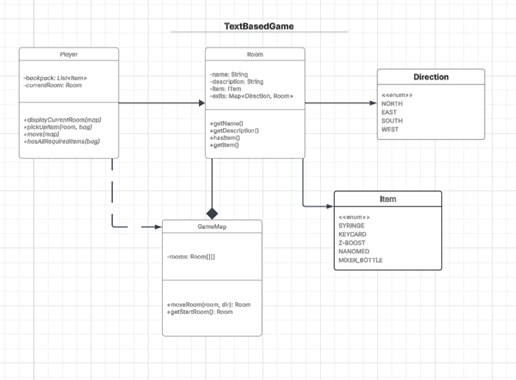 TextBasedGame
Player
-backpack: List<Item>
-currentRoom: Room
+displayCurrentRoom(map)
+pickUpItem(room, bag)
+move(map)
+hasAllRequiredItems(bag)
Room
-name: String
-description: String
-item: ITem
-exits: Map<Direction, Room>
+getName()
+getDescription()
+hasItem()
+getItem()
Direction
<<enum>>
NORTH
EAST
SOUTH
WEST
Item
<<enum>>
SYRINGE
KEYCARD
Z-BOOST
NANOMED
MIXER_BOTTLE
GameMap
-rooms: Room[][]
+moveRoom(room, dir): Room
+getStartRoom(): Room